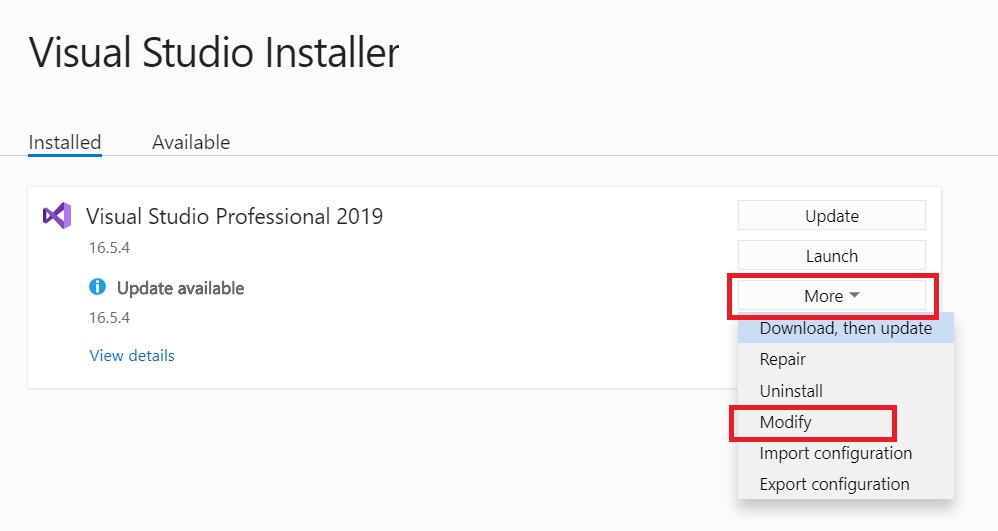 Visual Studio Installer
Installed
Available
Visual Studio Professional 2019
16.5.4
Update available
16.5.4
View details
Update
Launch
More
Download, then update
Repair
Uninstall
Modify
Import configuration
Export configuration